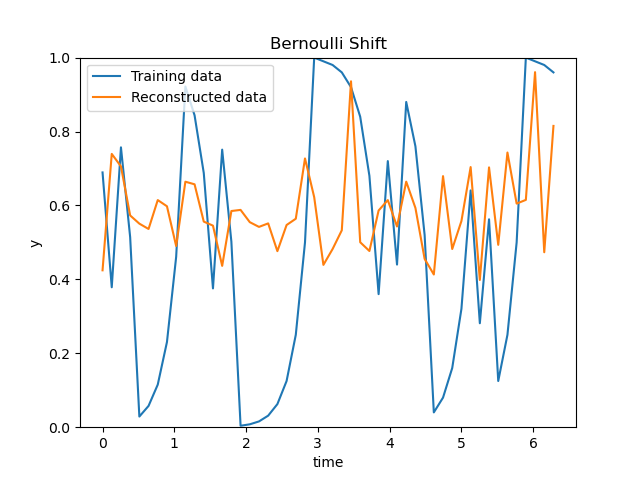 Bernoulli Shift
Training data
Reconstructed data
1.0
0.8
0.6
0.4
0.2
0.0
y
0 1 2 3 4 5 6
time